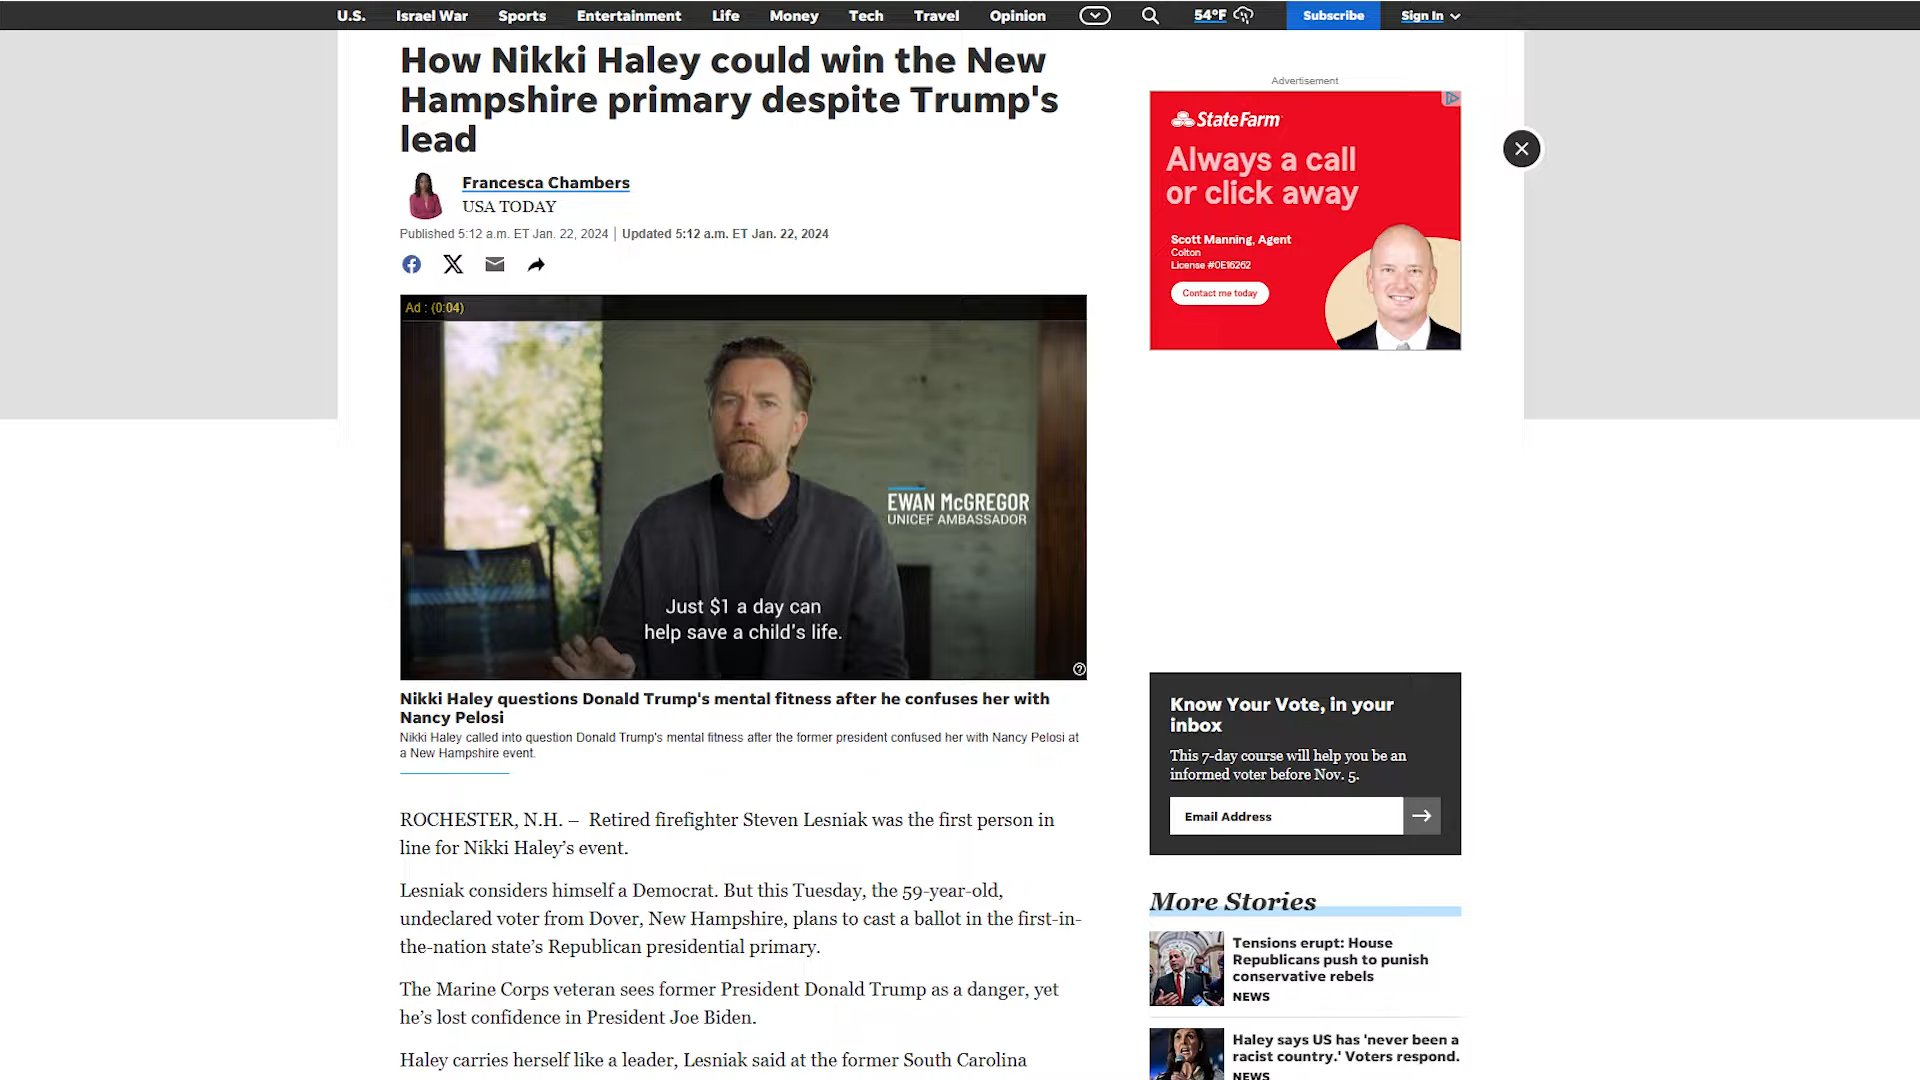 U.S. Israel War Sports Entertainment Life Money Tech Travel Opinion 54°F Subscribe Sign In
How Nikki Haley could win the New
Hampshire primary despite Trump's
lead
Francesca Chambers
USA TODAY
Published 5:12 a.m. ET Jan. 22, 2024 | Updated 5:12 a.m. ET Jan. 22, 2024
Ad : (0:04)
EWAN McGREGOR
UNICEF AMBASSADOR
Just $1 a day can
help save a child's life.
Nikki Haley questions Donald Trump's mental fitness after he confuses her with
Nancy Pelosi
Nikki Haley called into question Donald Trump's mental fitness after the former president confused her with Nancy Pelosi at
a New Hampshire event.
ROCHESTER, N.H. – Retired firefighter Steven Lesniak was the first person in
line for Nikki Haley’s event.
Lesniak considers himself a Democrat. But this Tuesday, the 59-year-old,
undeclared voter from Dover, New Hampshire, plans to cast a ballot in the first-in-
the-nation state’s Republican presidential primary.
The Marine Corps veteran sees former President Donald Trump as a danger, yet
he’s lost confidence in President Joe Biden.
Haley carries herself like a leader, Lesniak said at the former South Carolina
Advertisement
StateFarm
Always a call
or click away
Scott Manning, Agent
Colton
License #0E16262
Contact me today
Know Your Vote, in your
inbox
This 7-day course will help you be an
informed voter before Nov. 5.
Email Address
More Stories
Tensions erupt: House
Republicans push to punish
conservative rebels
NEWS
Haley says US has 'never been a
racist country.' Voters respond.
NEWS